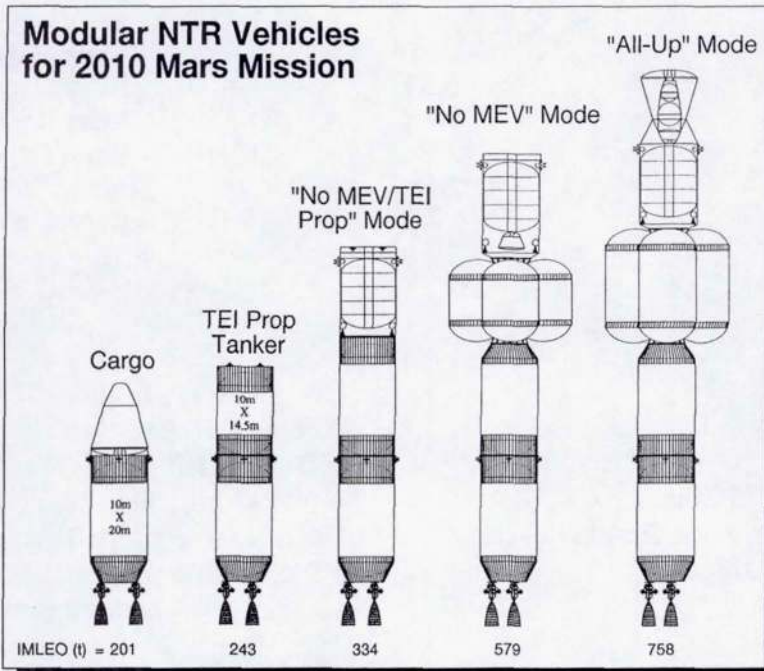 Modular NTR Vehicles
for 2010 Mars Mission
"All-Up" Mode
"No MEV" Mode
"No MEV/TEI
Prop" Mode
TEI Prop
Tanker
Cargo
10m
X
14.5m
10m
X
20m
IMLEO (t) = 201 243 334 579 758